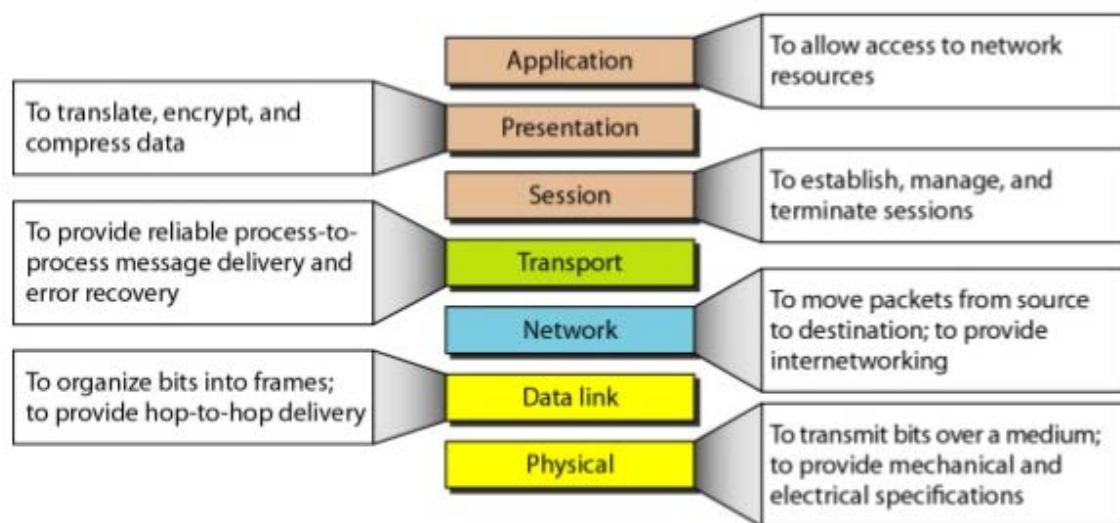 Application
To allow access to network
resources
To translate, encrypt, and
compress data
Presentation
Session
To establish, manage, and
terminate sessions
To provide reliable process-to-
process message delivery and
error recovery
Transport
Network
To move packets from source
to destination; to provide
internetworking
To organize bits into frames;
to provide hop-to-hop delivery
Data link
Physical
To transmit bits over a medium;
to provide mechanical and
electrical specifications